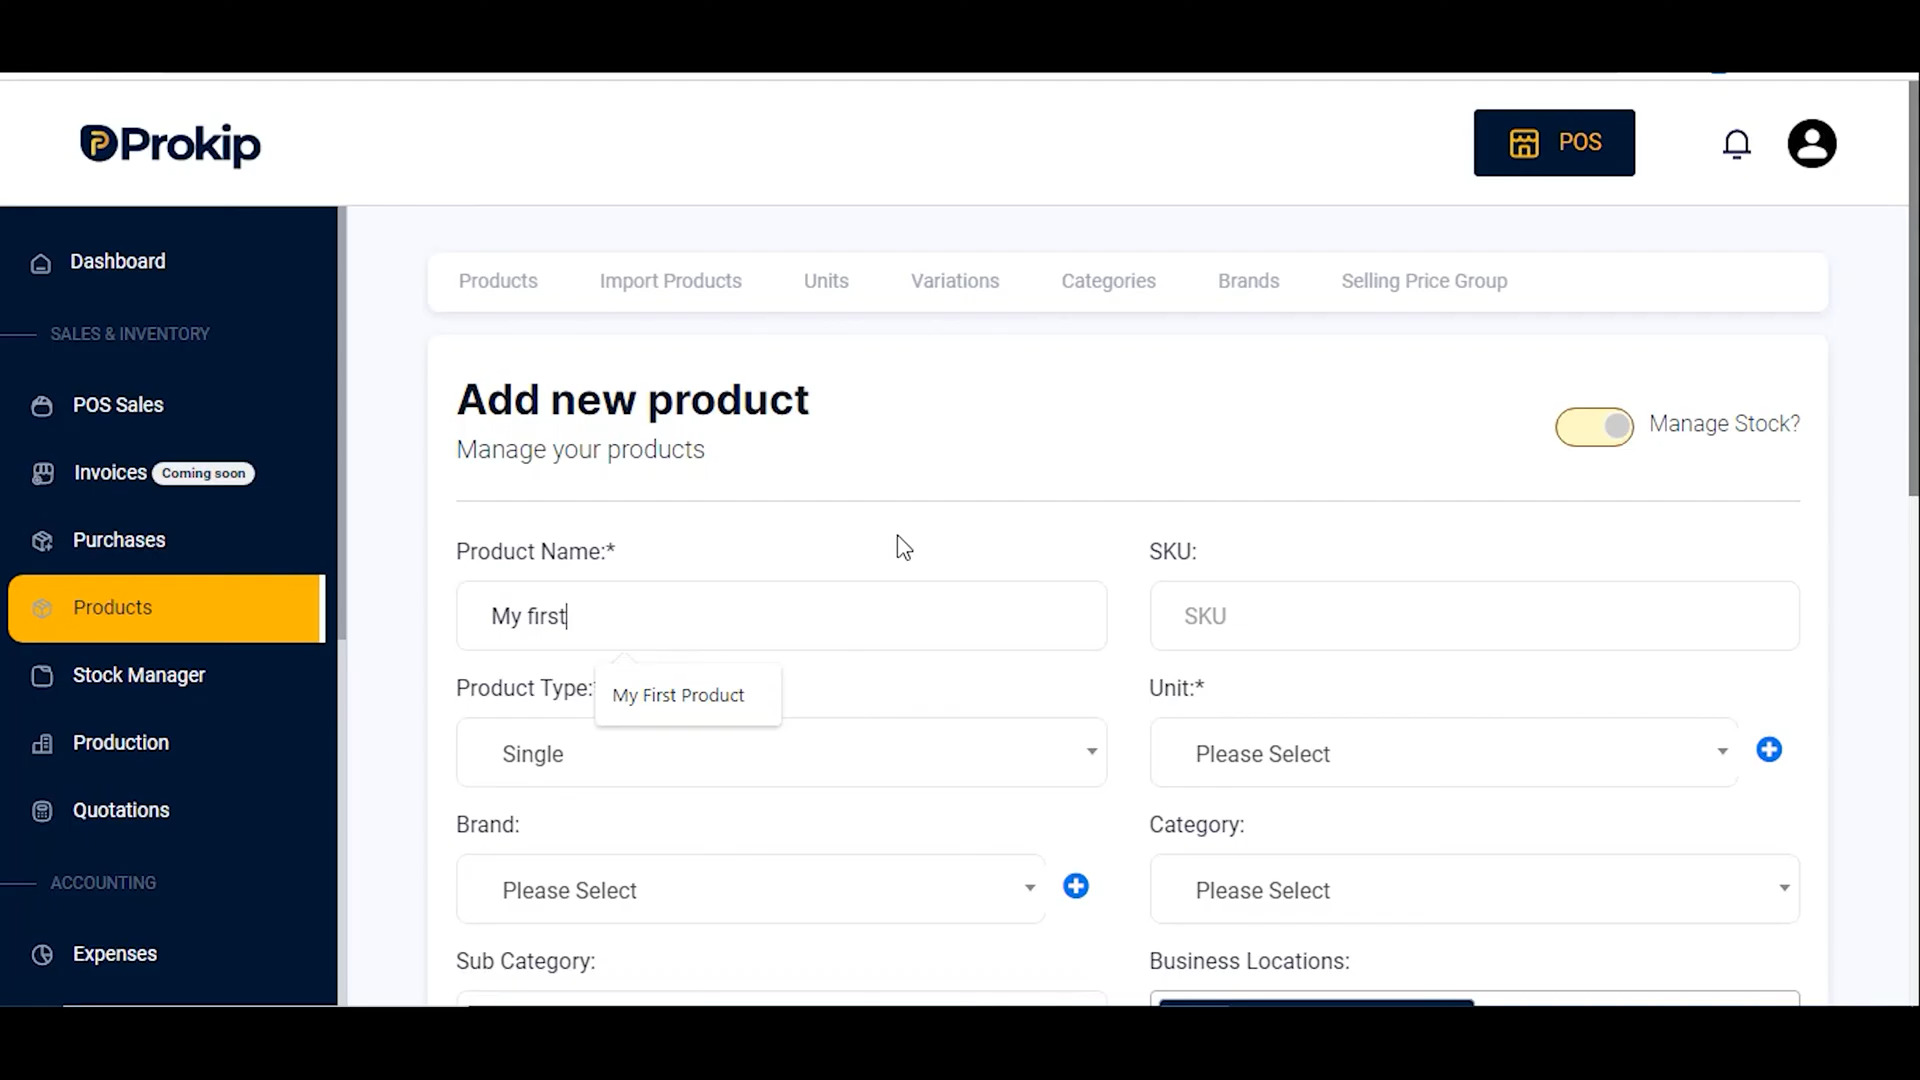 Prokip
POS
Dashboard
SALES & INVENTORY
POS Sales
Invoices Coming soon
Purchases
Products
Stock Manager
Production
Quotations
ACCOUNTING
Expenses
Products Import Products Units Variations Categories Brands Selling Price Group
Add new product
Manage your products
Manage Stock?
Product Name:*
My first
My First Product
SKU:
SKU
Product Type:*
Single
Unit:*
Please Select
Brand:
Please Select
Category:
Please Select
Sub Category:
Business Locations: